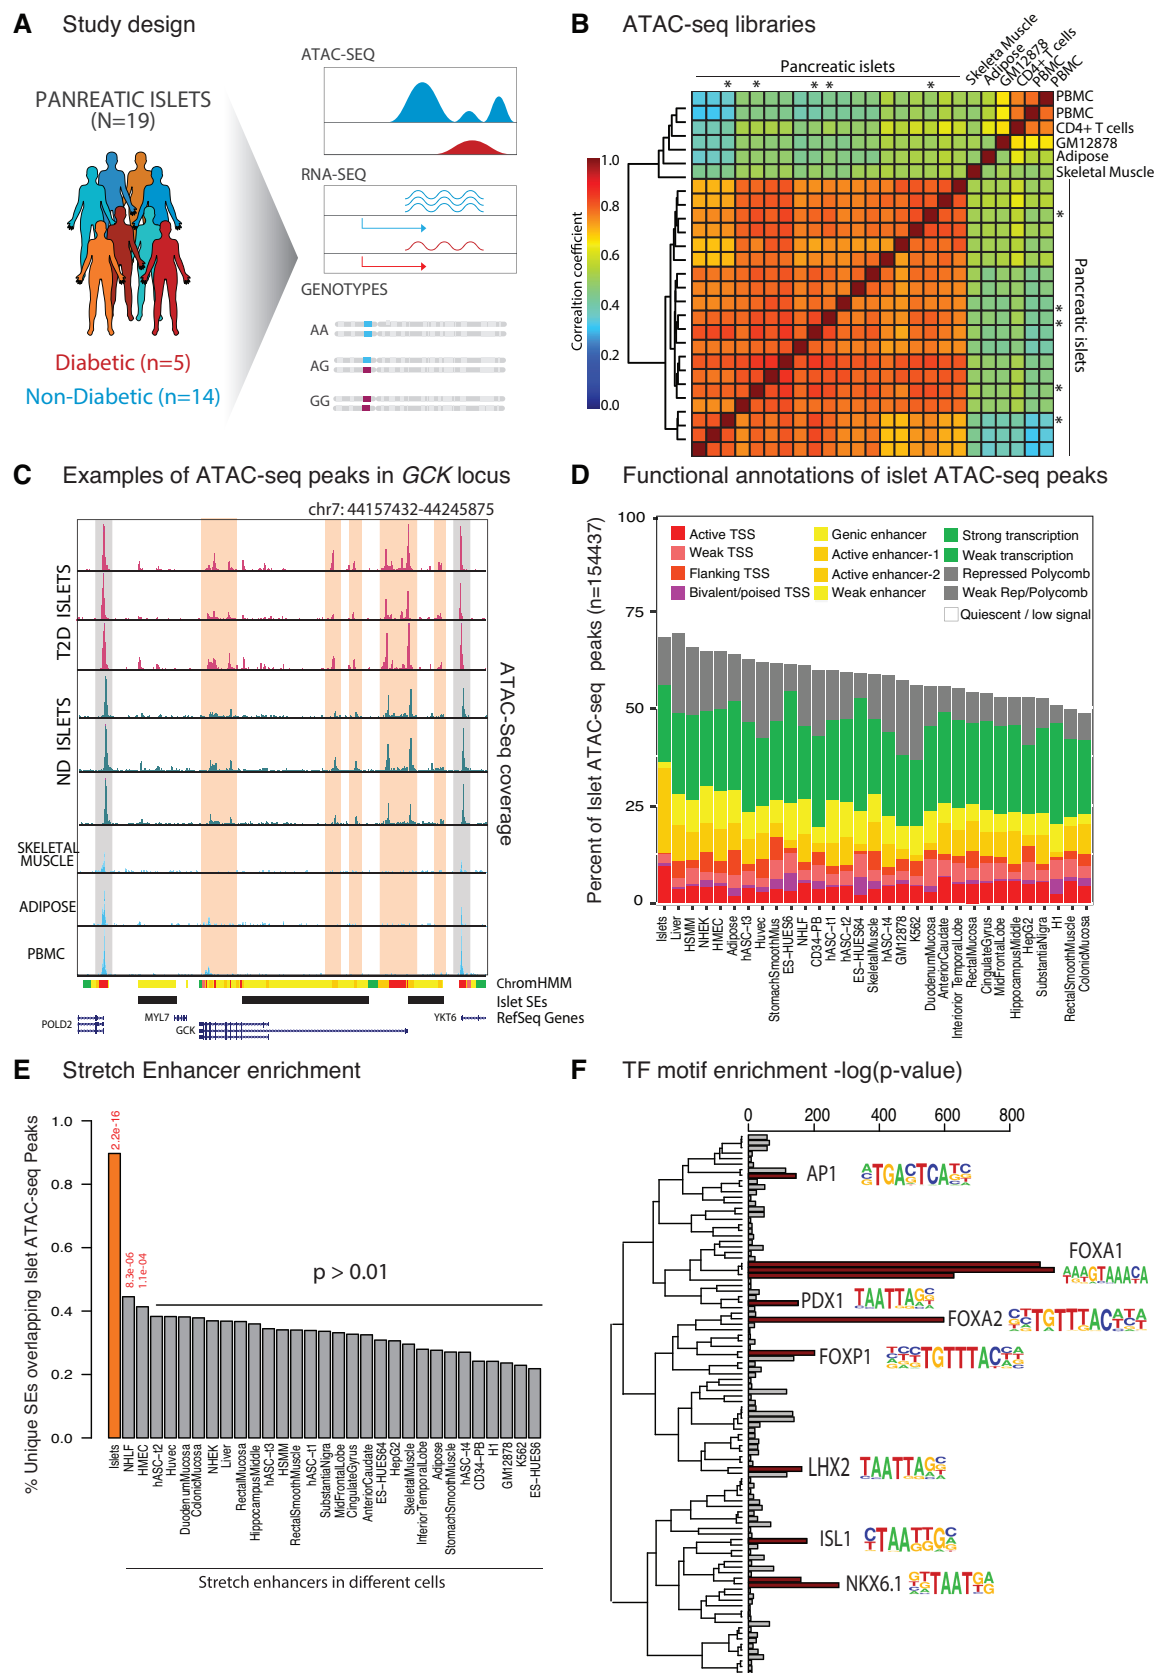 A Study design
PANREATIC ISLETS
(N=19)
Diabetic (n=5)
Non-Diabetic (n=14)
ATAC-SEQ
RNA-SEQ
GENOTYPES
AA
AG
GG
B ATAC-seq libraries
Pancreatic islets
Skeleta Muscle
Adipose
GM12878
CD4+ T cells
PBMC
PBMC
* * * * *
PBMC
PBMC
CD4+ T cells
GM12878
Adipose
Skeletal Muscle
*
*
*
*
*
Pancreatic islets
Correaltion coefficient
1.0
0.8
0.6
0.4
0.2
0.0
C Examples of ATAC-seq peaks in GCK locus
chr7: 44157432-44245875
T2D ISLETS
ND ISLETS
SKELETAL
MUSCLE
ADIPOSE
PBMC
ATAC-Seq coverage
ChromHMM
Islet SEs
RefSeq Genes
POLD2
MYL7
GCK
YKT6
D Functional annotations of islet ATAC-seq peaks
Percent of Islet ATAC-seq peaks (n=154437)
100
75
50
25
0
Active TSS
Weak TSS
Flanking TSS
Bivalent/poised TSS
Genic enhancer
Active enhancer-1
Active enhancer-2
Weak enhancer
Strong transcription
Weak transcription
Repressed Polycomb
Weak Rep/Polycomb
Quiescent / low signal
Islets
Liver
HSMM
NHEK
HMEC
Adipose
hASC-t3
Huvec
StomachSmoothMus
ES-HUES6
NHLF
CD34-PB
hASC-t1
hASC-t2
ES-HUES64
SkeletalMuscle
hASC-t4
GM12878
K562
DuodenumMucosa
AnteriorCaudate
Interiorior TemporalLobe
RectalMucosa
CingulateGyrus
MidFrontalLobe
HippocampusMiddle
HepG2
SubstantiaNigra
H1
RectalSmoothMuscle
ColonicMucosa
E Stretch Enhancer enrichment
% Unique SEs overlapping Islet ATAC-seq Peaks
1.0
0.8
0.6
0.4
0.2
0.0
2.2e-16
8.3e-06
1.1e-04
p > 0.01
Islets
NHLF
HMEC
hASC-t2
Huvec
DuodenumMucosa
ColonicMucosa
NHEK
Liver
RectalMucosa
HippocampusMiddle
hASC-t3
HSMM
RectalSmoothMuscle
hASC-t1
SubstantiaNigra
MidFrontalLobe
CingulateGyrus
AnteriorCaudate
ES-HUES64
HepG2
SkeletalMuscle
Inferior TemporalLobe
Adipose
StomachSmoothMuscle
hASC-t4
CD34-PB
H1
GM12878
K562
ES-HUES6
Stretch enhancers in different cells
F TF motif enrichment -log(p-value)
0 200 400 600 800
AP1
FOXA1
PDX1
FOXA2
FOXP1
LHX2
ISL1
NKX6.1